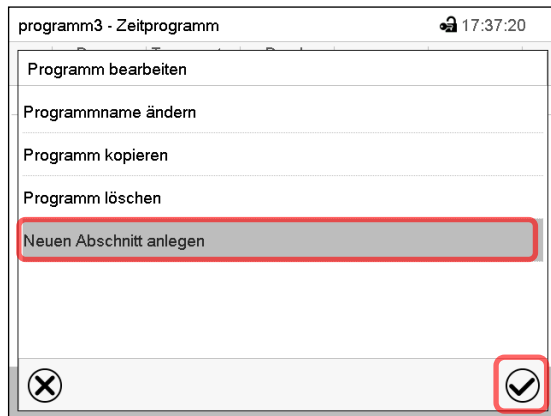 programm3 - Zeitprogramm 17:37:20
Programm bearbeiten
Programmname ändern
Programm kopieren
Programm löschen
Neuen Abschnitt anlegen